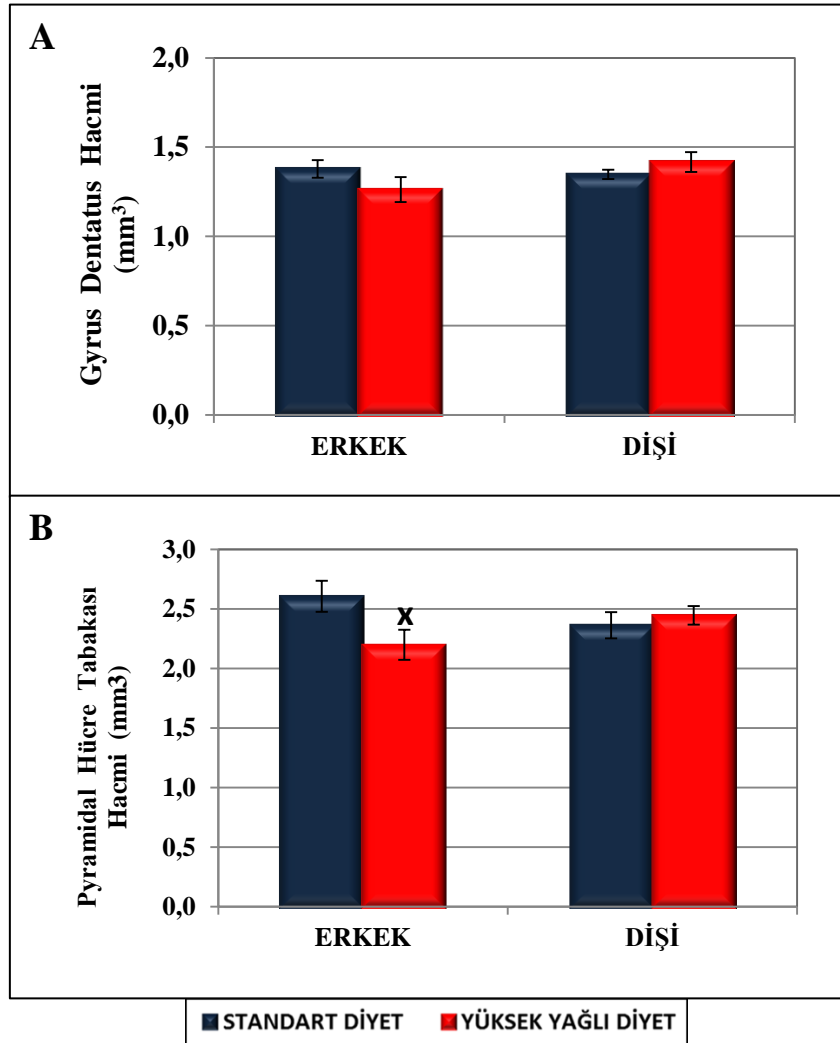 A
Gyrus Dentatus Hacmi
(mm³)
2,0
1,5
1,0
0,5
0,0
ERKEK
DİŞİ
B
Pyramidal Hücre Tabakası
Hacmi (mm3)
3,0
2,5
2,0
1,5
1,0
0,5
0,0
x
ERKEK
DİŞİ
STANDART DİYET
YÜKSEK YAĞLI DİYET